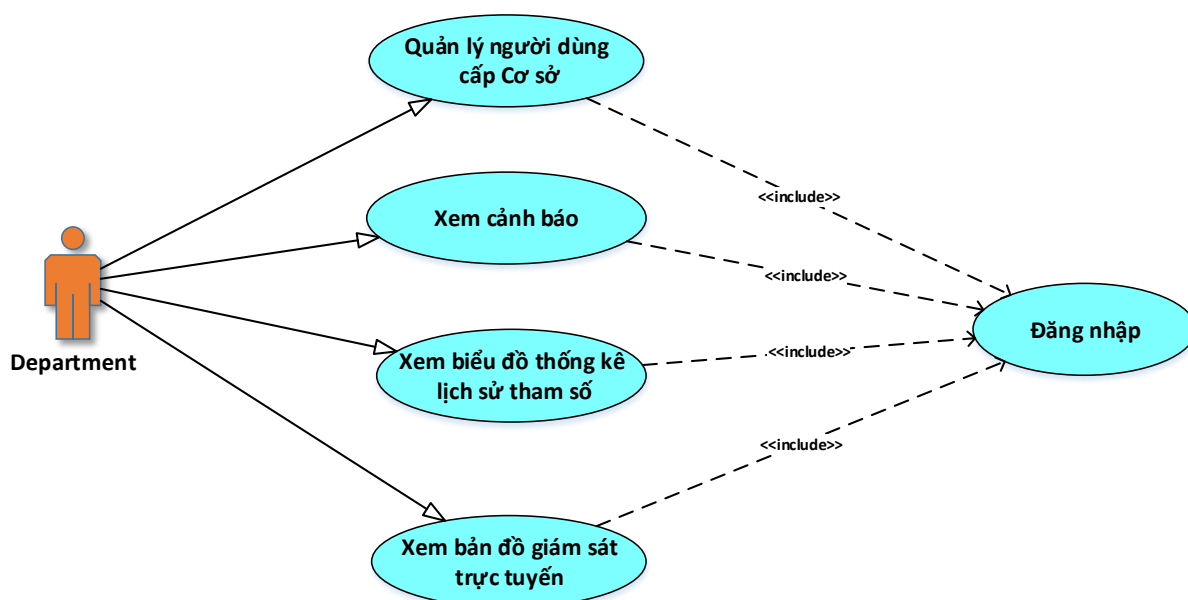 Quản lý người dùng
cấp Cơ sở
<<include>>
Xem cảnh báo
<<include>>
Đăng nhập
Department
Xem biểu đồ thống kê
lịch sử tham số
<<include>>
<<include>>
Xem bản đồ giám sát
trực tuyến